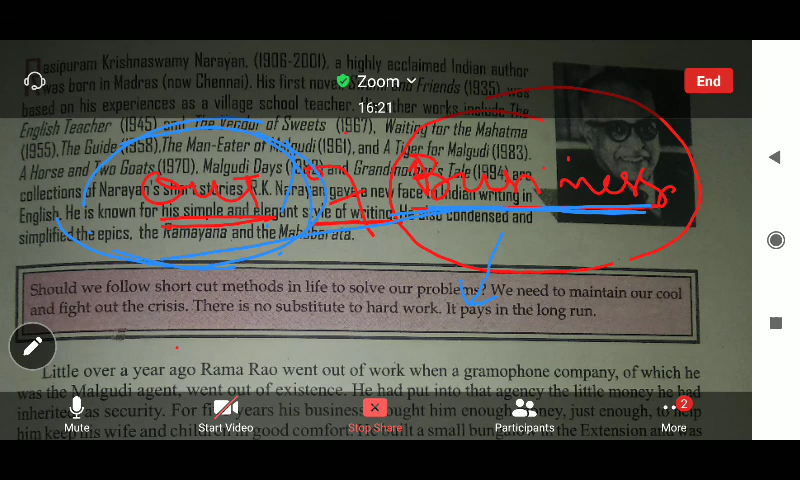 asipuram Krishnaswamy Narayan, (1906-2001), a highly acclaimed Indian author
was born in Madras (now Chennai). His first novel and Friends (1935), was
Zoom
End
based on his experiences as a village school teacher. other works include The
16:21
English Teacher (1945) and The Vendor of Sweets (1967), Waiting for the Mahatma
(1955), The Guide (1958), The Man-Eater of Malgudi (1961), and A Tiger for Malgudi (1983).
A Horse and Two Goats (1970), Malgudi Days and Grandmother's Tale (1994) are
out of Business
collections of Narayan's short stories. R.K. Narayan gave a new face to Indian writing in
English. He is known for his simple and elegant style of writing. He also condensed and
simplified the epics, the Ramayana and the Mahabarata.
Should we follow short cut methods in life to solve our problems? We need to maintain our cool
and fight out the crisis. There is no substitute to hard work. It pays in the long run.
Little over a year ago Rama Rao went out of work when a gramophone company, of which he
was the Malgudi agent, went out of existence. He had put into that agency the little money he had
inherited as security. For years his business brought him enough money, just enough, to help
him keep his wife and children in good comfort. He built a small bungalow in the Extension and was
2
Mute
Start Video
Stop Share
Participants
More